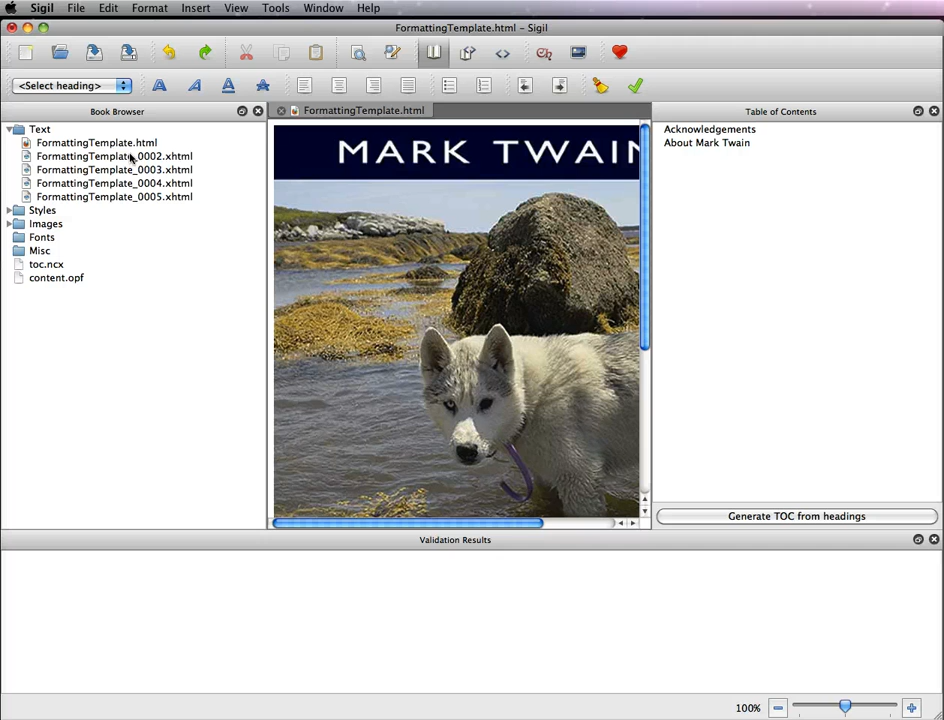 Sigil File Edit Format Insert View Tools Window Help
FormattingTemplate.html - Sigil
<Select heading>
Book Browser
FormattingTemplate.html
Table of Contents
Text
FormattingTemplate.html
FormattingTemplate_0002.xhtml
FormattingTemplate_0003.xhtml
FormattingTemplate_0004.xhtml
FormattingTemplate_0005.xhtml
Styles
Images
Fonts
Misc
toc.ncx
content.opf
MARK TWAIN
Acknowledgements
About Mark Twain
Generate TOC from headings
Validation Results
100%